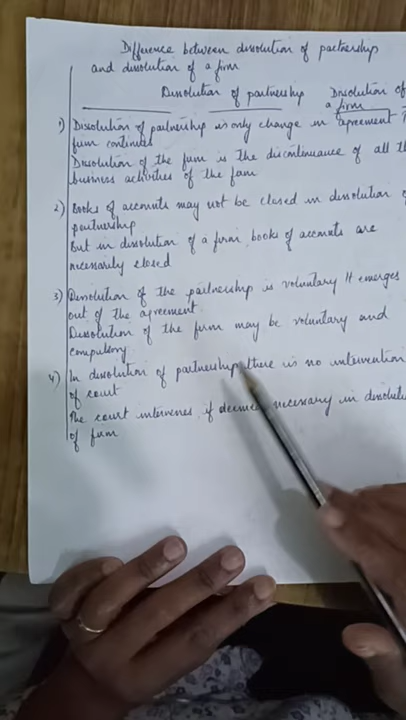 Difference between dissolution of partnership
and dissolution of a firm
Dissolution of partnership Dissolution of
a firm
1) Dissolution of partnership is only change in agreement
firm continues
Dissolution of the firm is the discontinuance of all th
business activities of the firm
2) Books of accounts may not be closed in dissolution of
partnership
But in dissolution of a firm books of accounts are
necessarily closed
3) Dissolution of the partnership is voluntary It emerges
out of the agreement.
Dissolution of the firm may be voluntary and
compulsory
4) In dissolution of partnership there is no intervention
of court
The court intervenes if deemed necessary in dissoluti
of firm